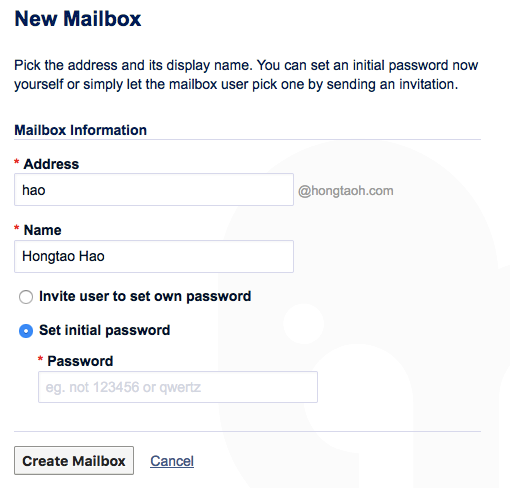 New Mailbox
Pick the address and its display name. You can set an initial password now
yourself or simply let the mailbox user pick one by sending an invitation.
Mailbox Information
* Address
hao @hongtaoh.com
* Name
Hongtao Hao
Invite user to set own password
Set initial password
* Password
eg. not 123456 or qwertz
Create Mailbox Cancel